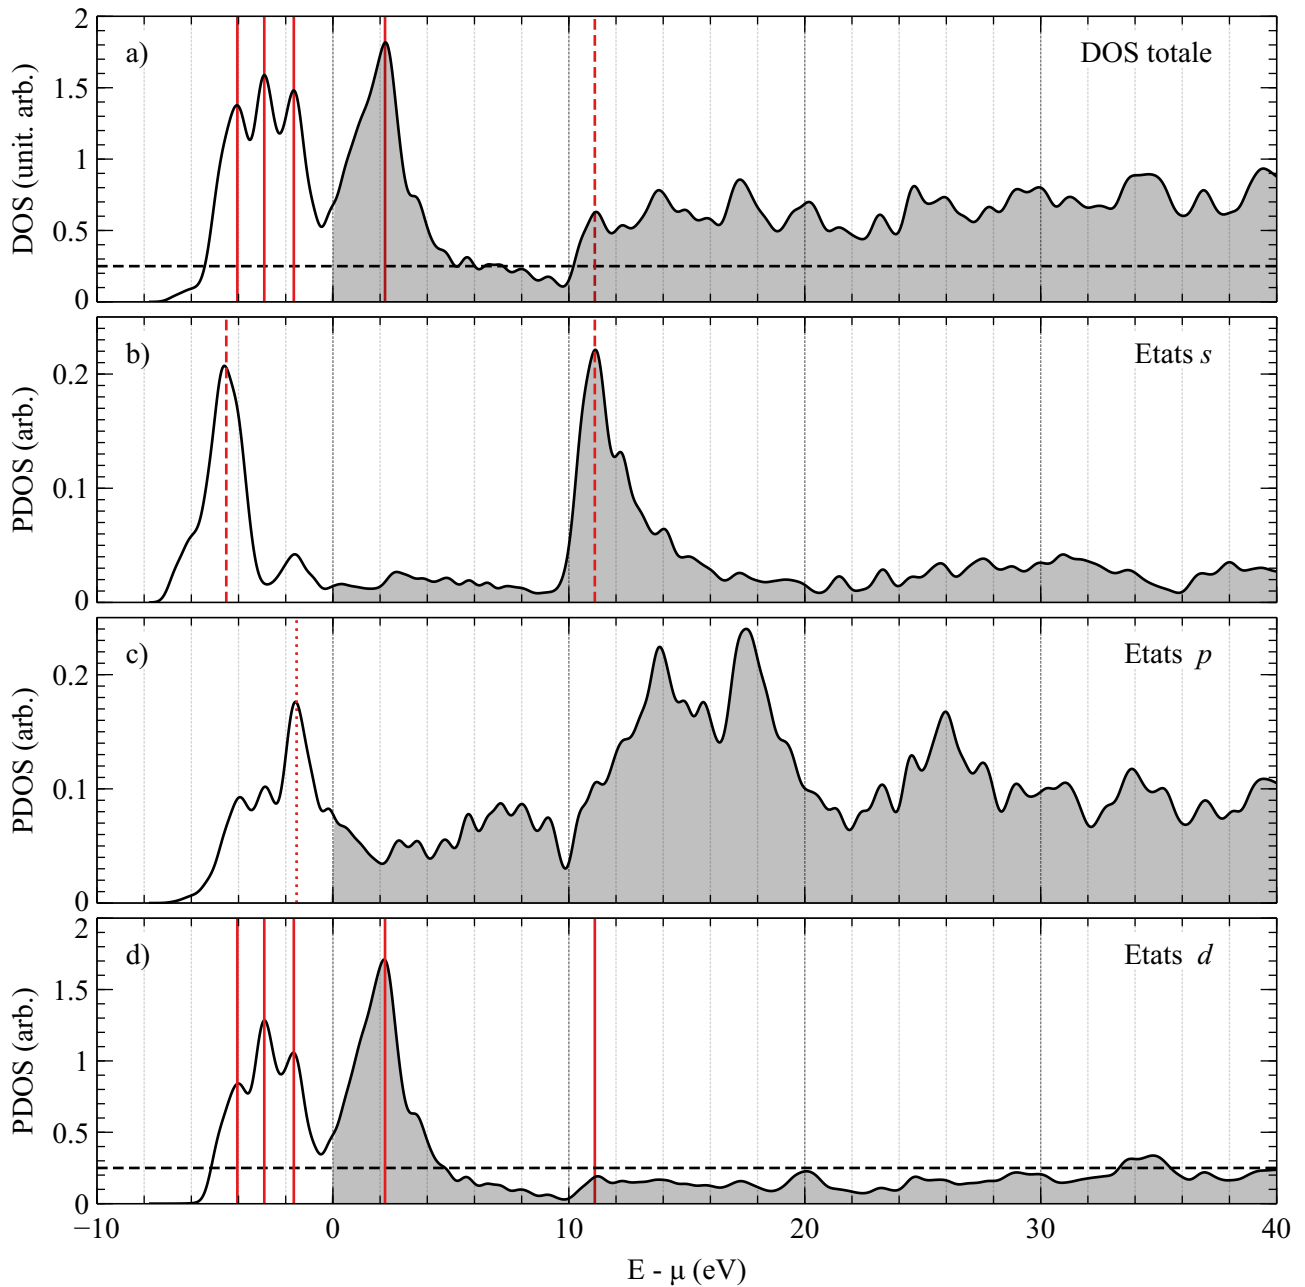 2
a)
DOS totale
1.5
1
0.5
0
DOS (unit. arb.)
b)
Etats s
0.2
0.1
0
PDOS (arb.)
c)
Etats p
0.2
0.1
0
PDOS (arb.)
2
d)
Etats d
1.5
1
0.5
0
PDOS (arb.)
−10 0 10 20 30 40
E - μ (eV)